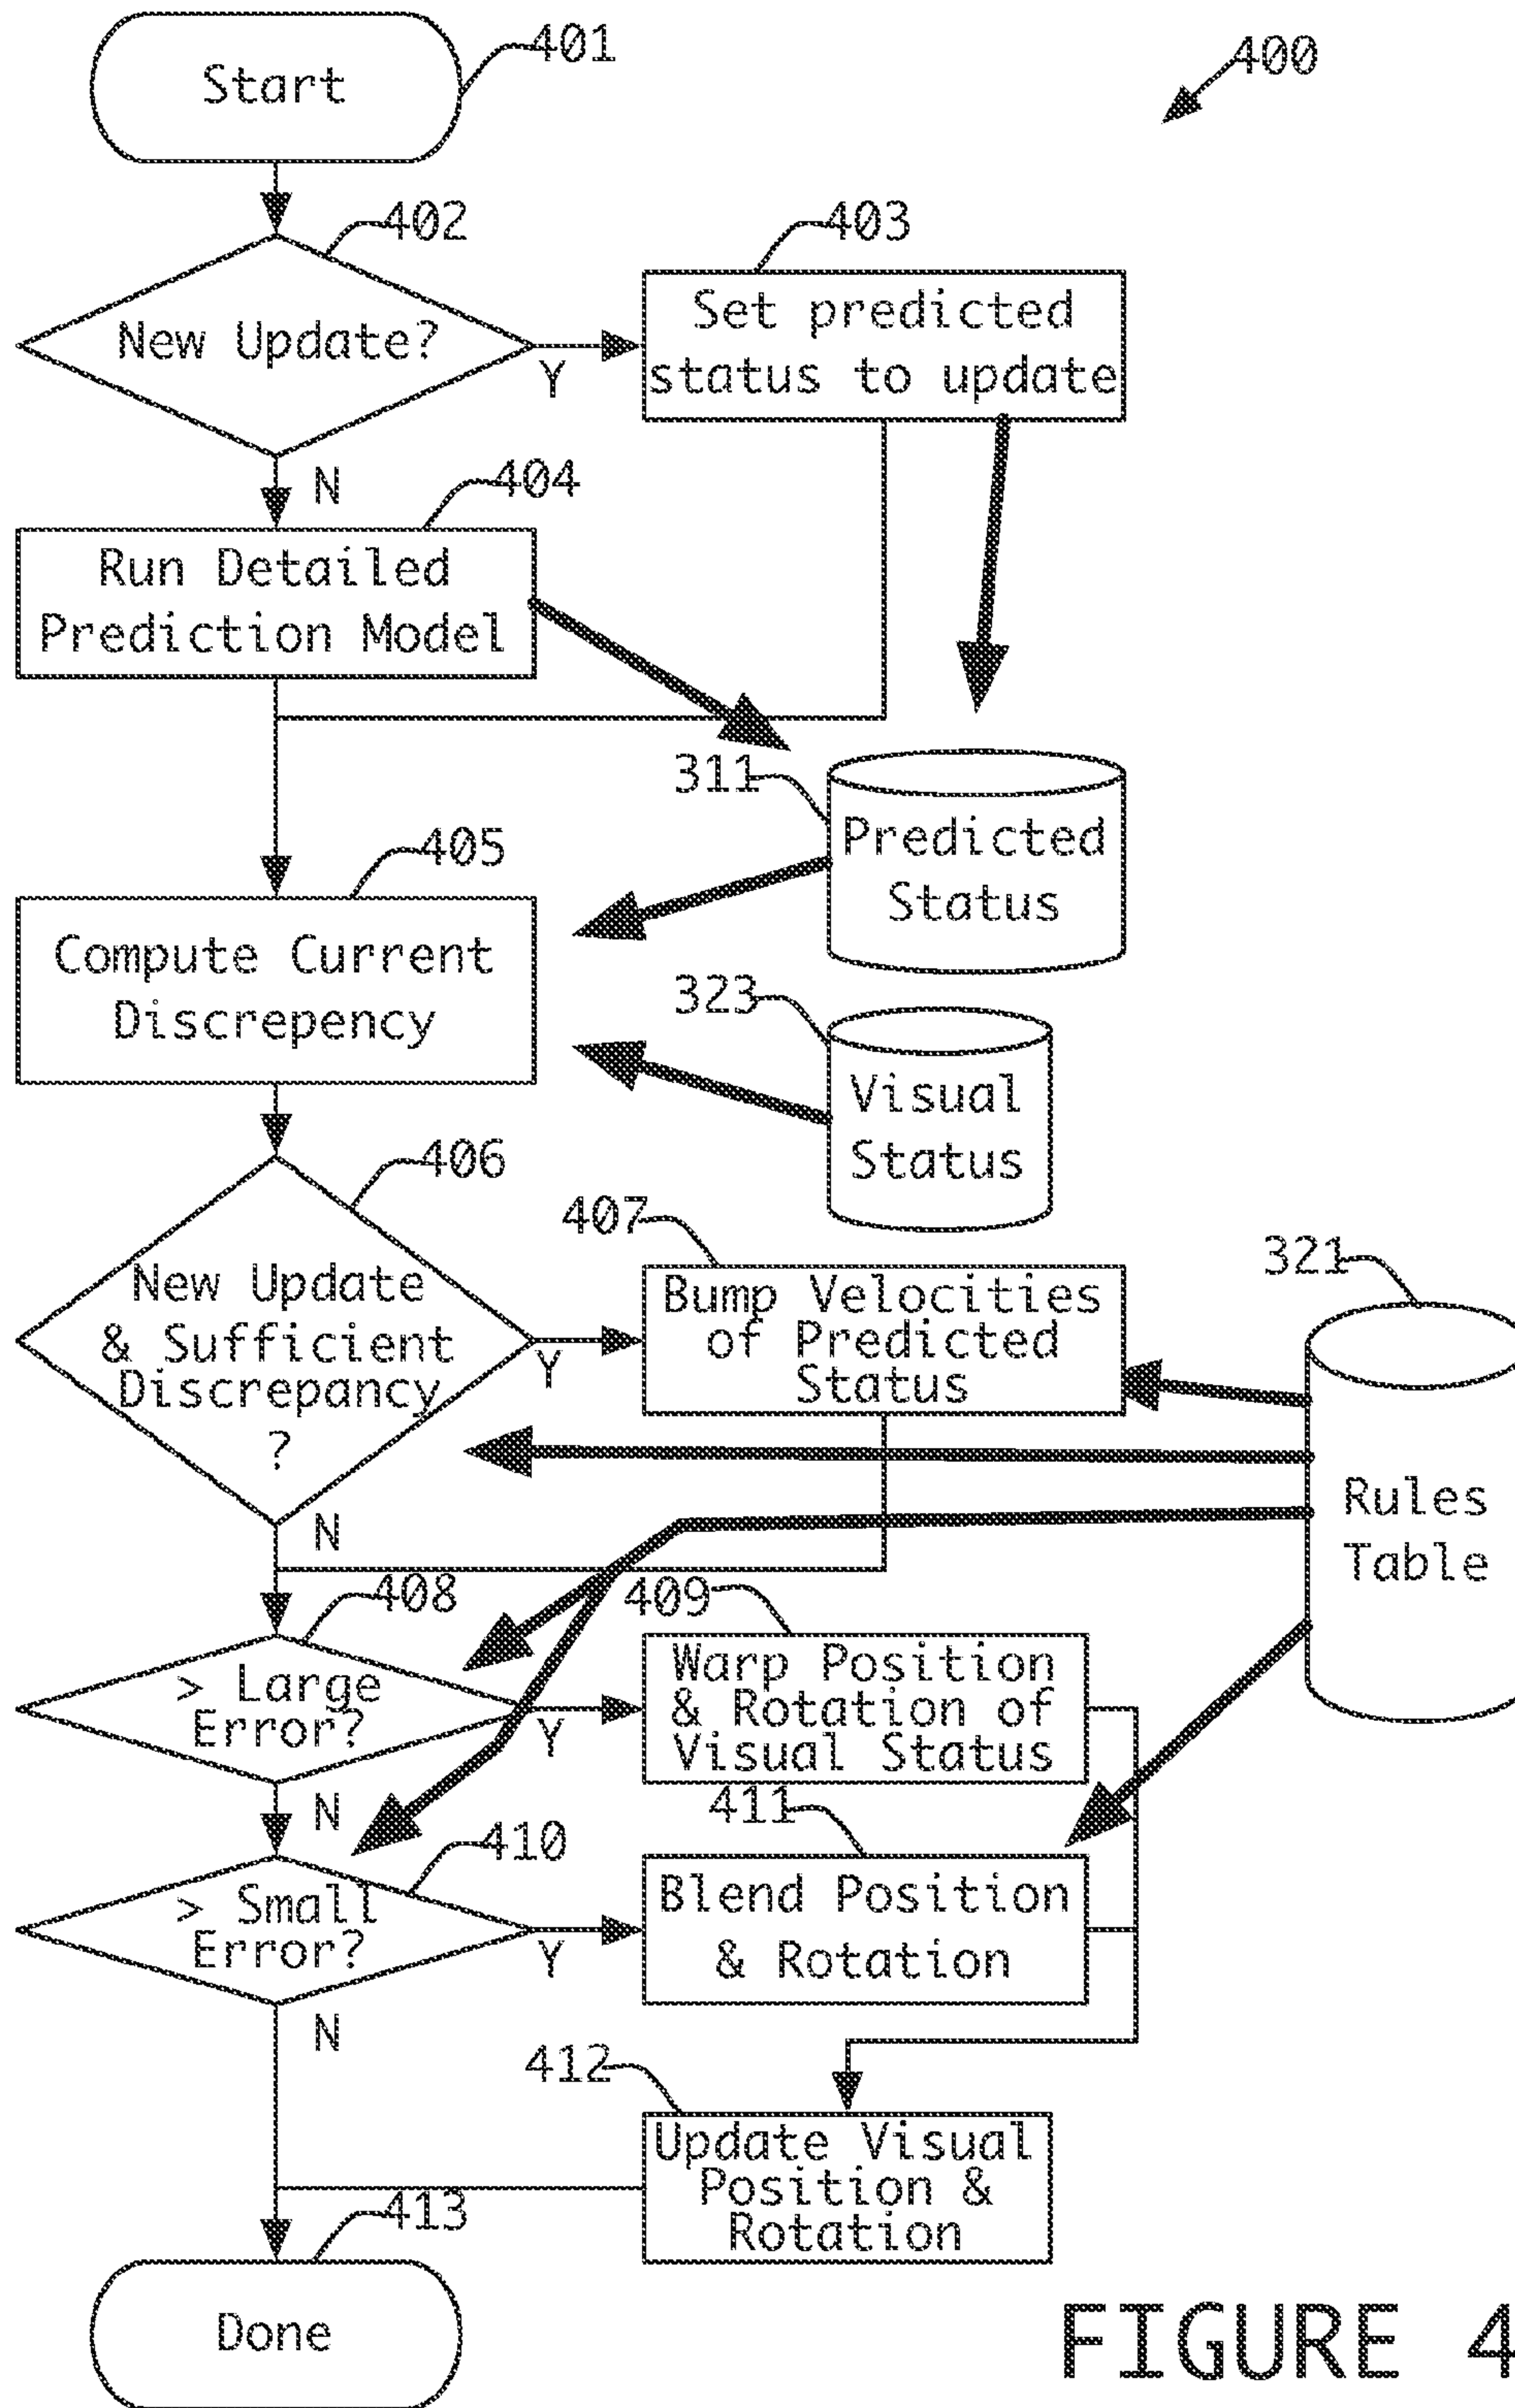 Start
401
400
402
New Update?
Y
403
Set predicted
status to update
N
404
Run Detailed
Prediction Model
311
Predicted
Status
405
Compute Current
Discrepency
323
Visual
Status
406
New Update
& Sufficient
Discrepancy
?
Y
407
Bump Velocities
of Predicted
Status
321
Rules
Table
N
408
> Large
Error?
Y
409
Warp Position
& Rotation of
Visual Status
N
410
> Small
Error?
Y
411
Blend Position
& Rotation
N
412
Update Visual
Position &
Rotation
413
Done
FIGURE 4